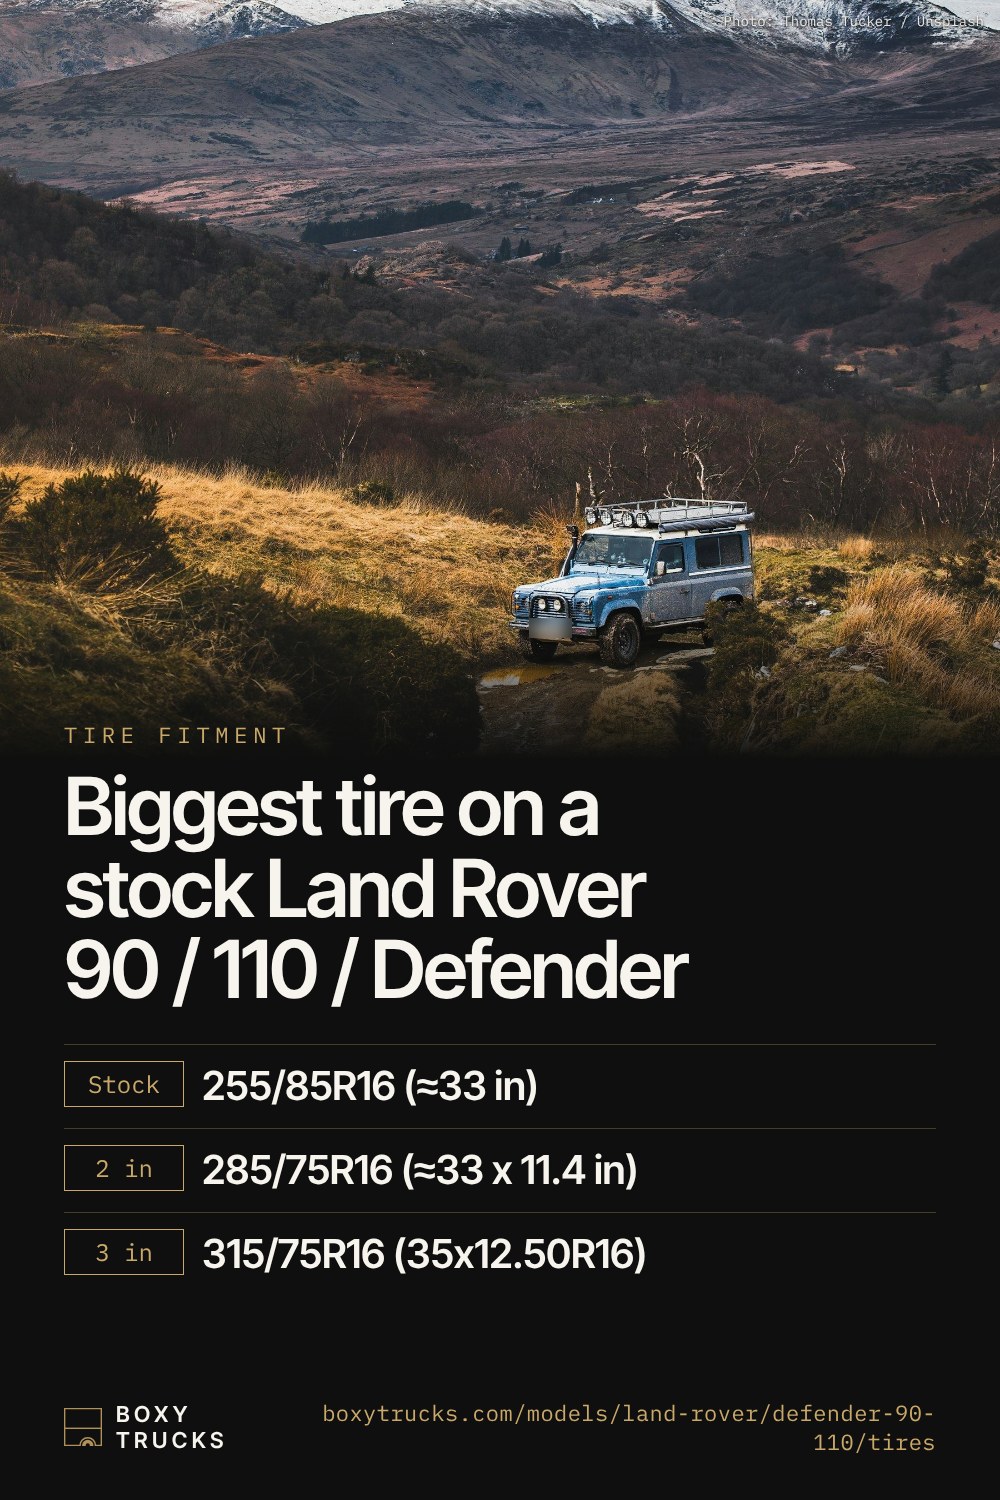 Photo: Thomas Tucker / Unsplash
TIRE FITMENT
Biggest tire on a
stock Land Rover
90 / 110 / Defender
Stock 255/85R16 (≈33 in)
2 in 285/75R16 (≈33 x 11.4 in)
3 in 315/75R16 (35x12.50R16)
BOXY
TRUCKS
boxytrucks.com/models/land-rover/defender-90-
110/tires